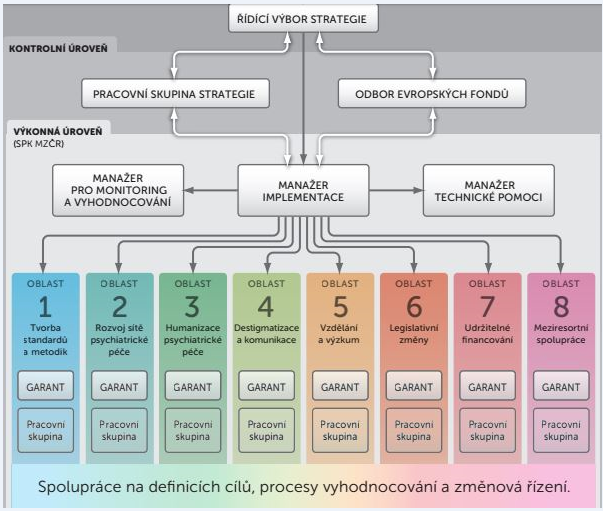 ŘÍDÍCÍ VÝBOR STRATEGIE
KONTROLNÍ ÚROVEŇ
PRACOVNÍ SKUPINA STRATEGIE
ODBOR EVROPSKÝCH FONDŮ
VÝKONNÁ ÚROVEŇ
(SPK MZČR)
MANAŽER
PRO MONITORING
A VYHODNOCOVÁNÍ
MANAŽER
IMPLEMENTACE
MANAŽER
TECHNICKÉ POMOCI
OBLAST
1
Tvorba
standardů
a metodik
GARANT
Pracovní
skupina
OBLAST
2
Rozvoj sítě
psychiatrické
péče
GARANT
Pracovní
skupina
OBLAST
3
Humanizace
psychiatrické
péče
GARANT
Pracovní
skupina
OBLAST
4
Destigmatizace
a komunikace
GARANT
Pracovní
skupina
OBLAST
5
Vzdělání
a výzkum
GARANT
Pracovní
skupina
OBLAST
6
Legislativní
změny
GARANT
Pracovní
skupina
OBLAST
7
Udržitelné
financování
GARANT
Pracovní
skupina
OBLAST
8
Meziresortní
spolupráce
GARANT
Pracovní
skupina
Spolupráce na definicích cílů, procesy vyhodnocování a změnová řízení.